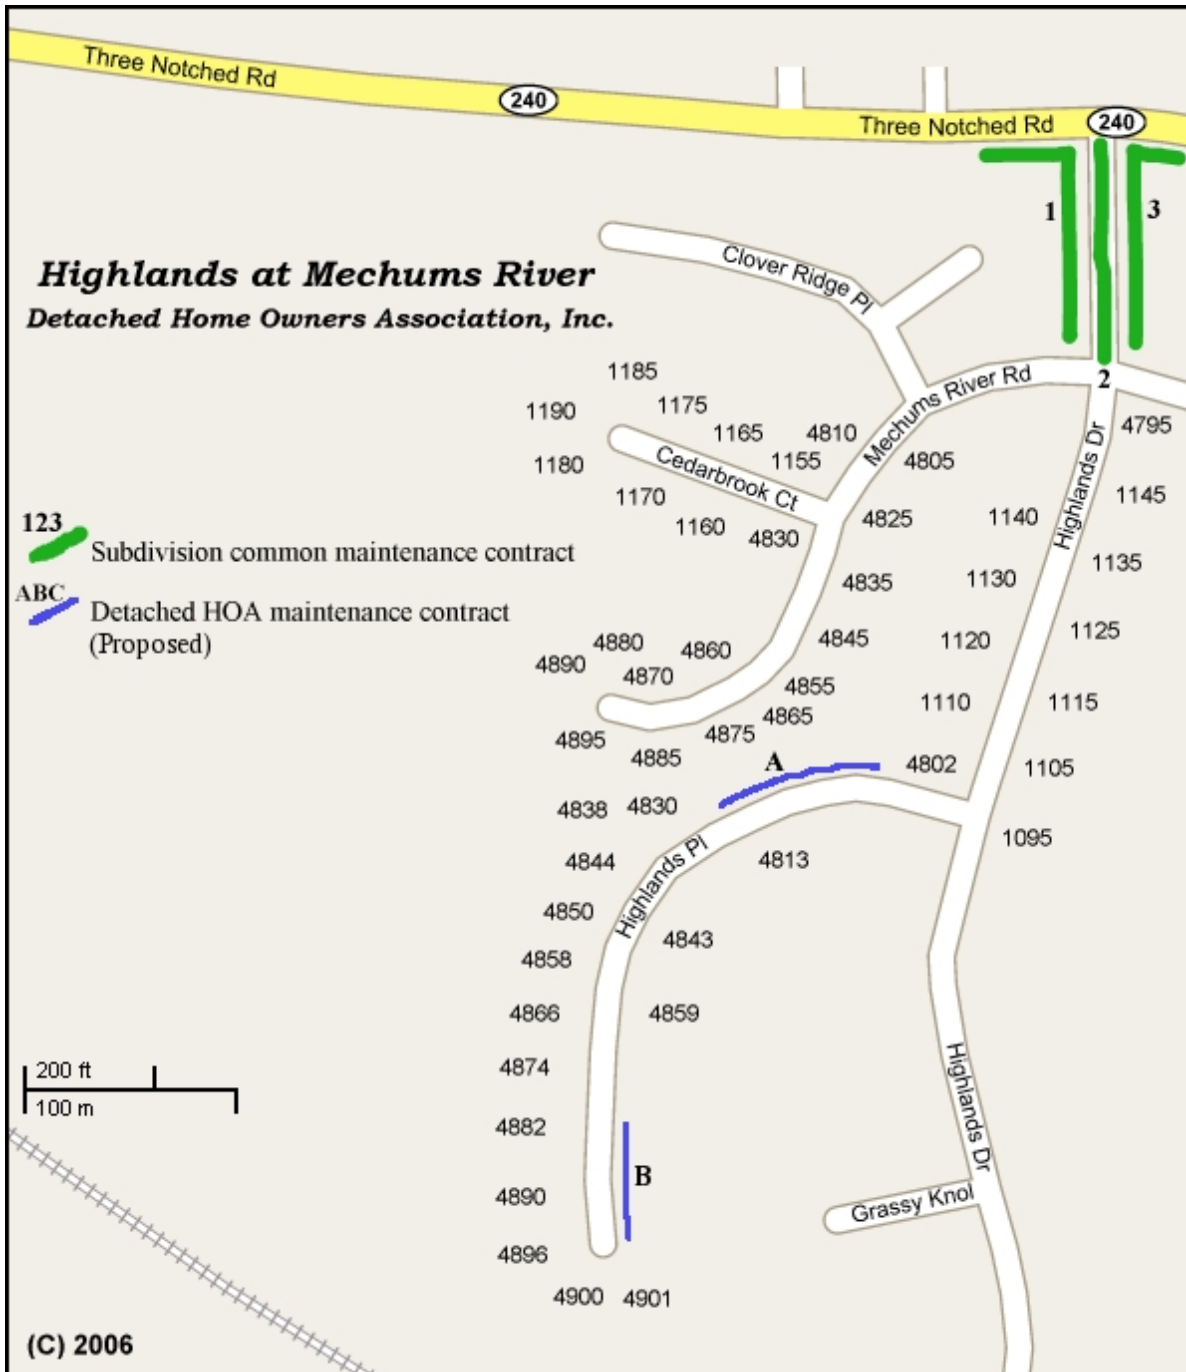 Three Notched Rd
240
Three Notched Rd
240
1
3
Clover Ridge Pl
Highlands at Mechums River
Detached Home Owners Association, Inc.
Mechums River Rd
2
1185
1190
1175
1165
4810
4795
1155
4805
1180
Cedarbrook Ct
Highlands Dr
1170
1145
1160
4825
1140
4830
123
Subdivision common maintenance contract
1135
4835
1130
ABC
Detached HOA maintenance contract
(Proposed)
1125
4880
4845
1120
4860
4890
4870
4855
1110
1115
4865
4875
4895
4885
A
4802
1105
4838
4830
1095
4844
Highlands Pl
4813
4850
4843
4858
4866
4859
4874
200 ft
100 m
Highlands Dr
4882
B
4890
Grassy Knol
4896
4900
4901
(C) 2006